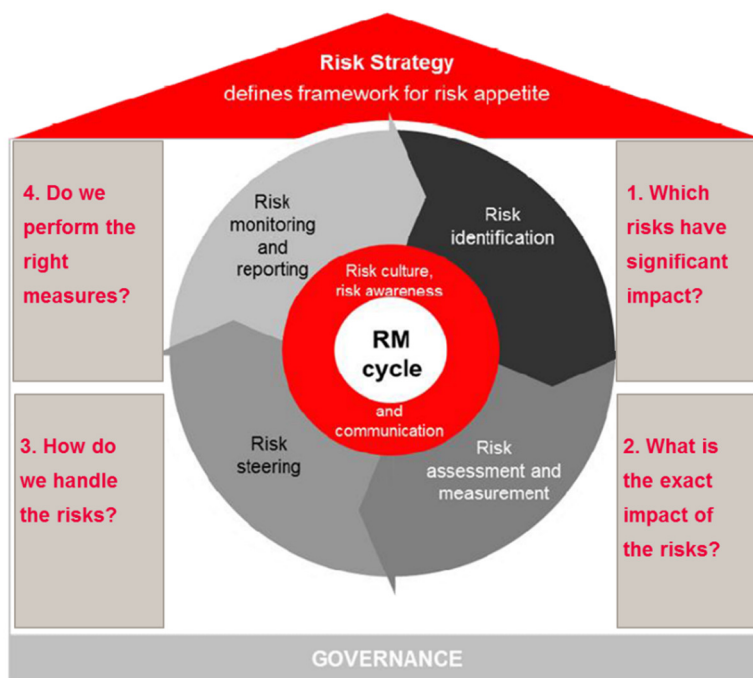 Risk Strategy
defines framework for risk appetite
4. Do we
perform the
right
measures?
Risk
monitoring
and
reporting
Risk
identification
1. Which
risks have
significant
impact?
Risk culture,
risk awareness
RM
cycle
and
communication
3. How do
we handle
the risks?
Risk
steering
Risk
assessment and
measurement
2. What is
the exact
impact of
the risks?
GOVERNANCE